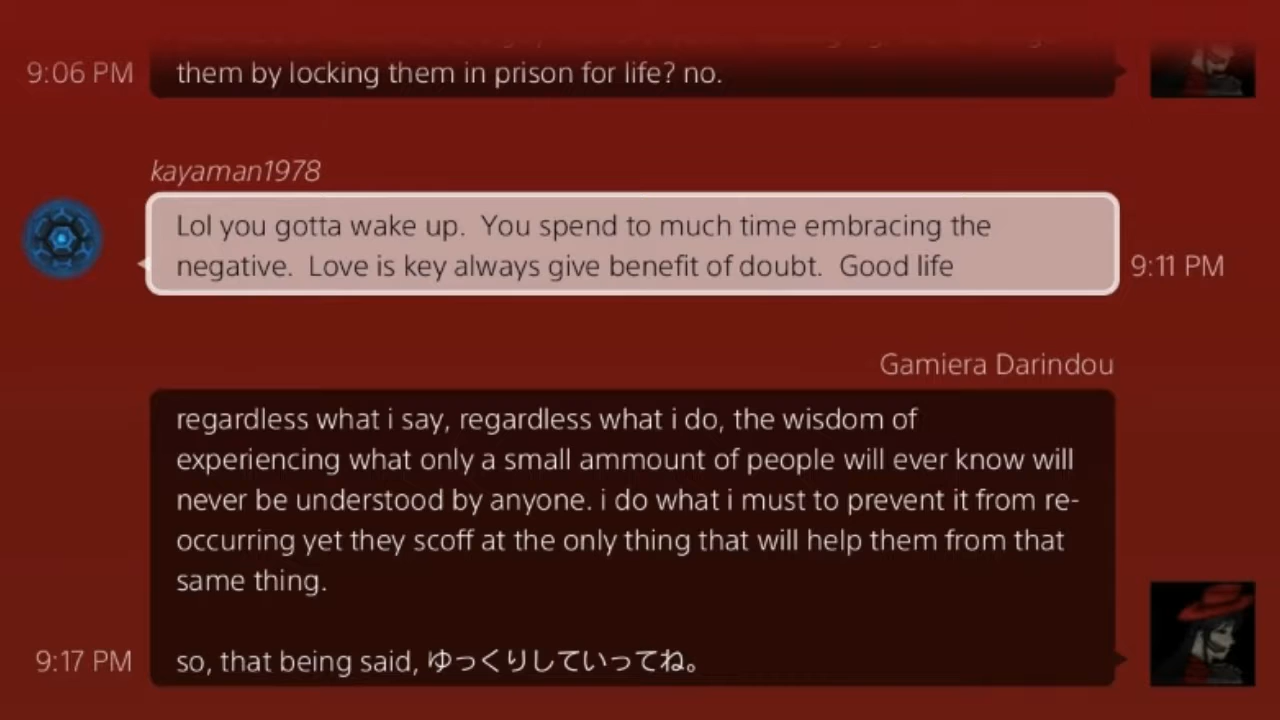 9:06 PM
them by locking them in prison for life? no.
kayaman1978
Lol you gotta wake up.  You spend to much time embracing the
negative.  Love is key always give benefit of doubt.  Good life
9:11 PM
Gamiera Darindou
regardless what i say, regardless what i do, the wisdom of
experiencing what only a small ammount of people will ever know will
never be understood by anyone. i do what i must to prevent it from re-
occurring yet they scoff at the only thing that will help them from that
same thing.
so, that being said, ゆっくりしていってね。
9:17 PM